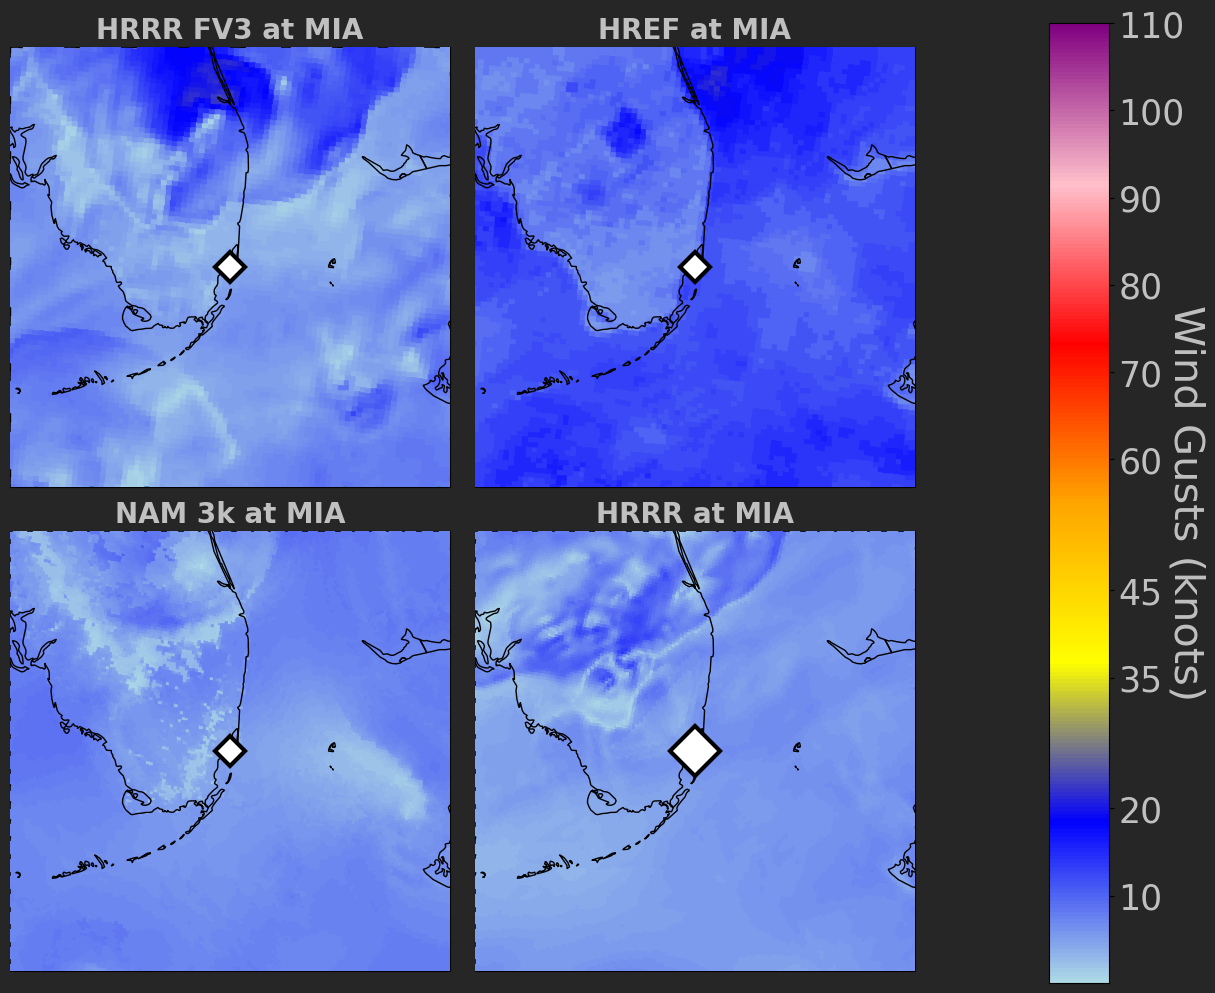 HRRR FV3 at MIA
HREF at MIA
NAM 3k at MIA
HRRR at MIA
110
100
90
80
70
60
45
35
20
10
Wind Gusts (knots)